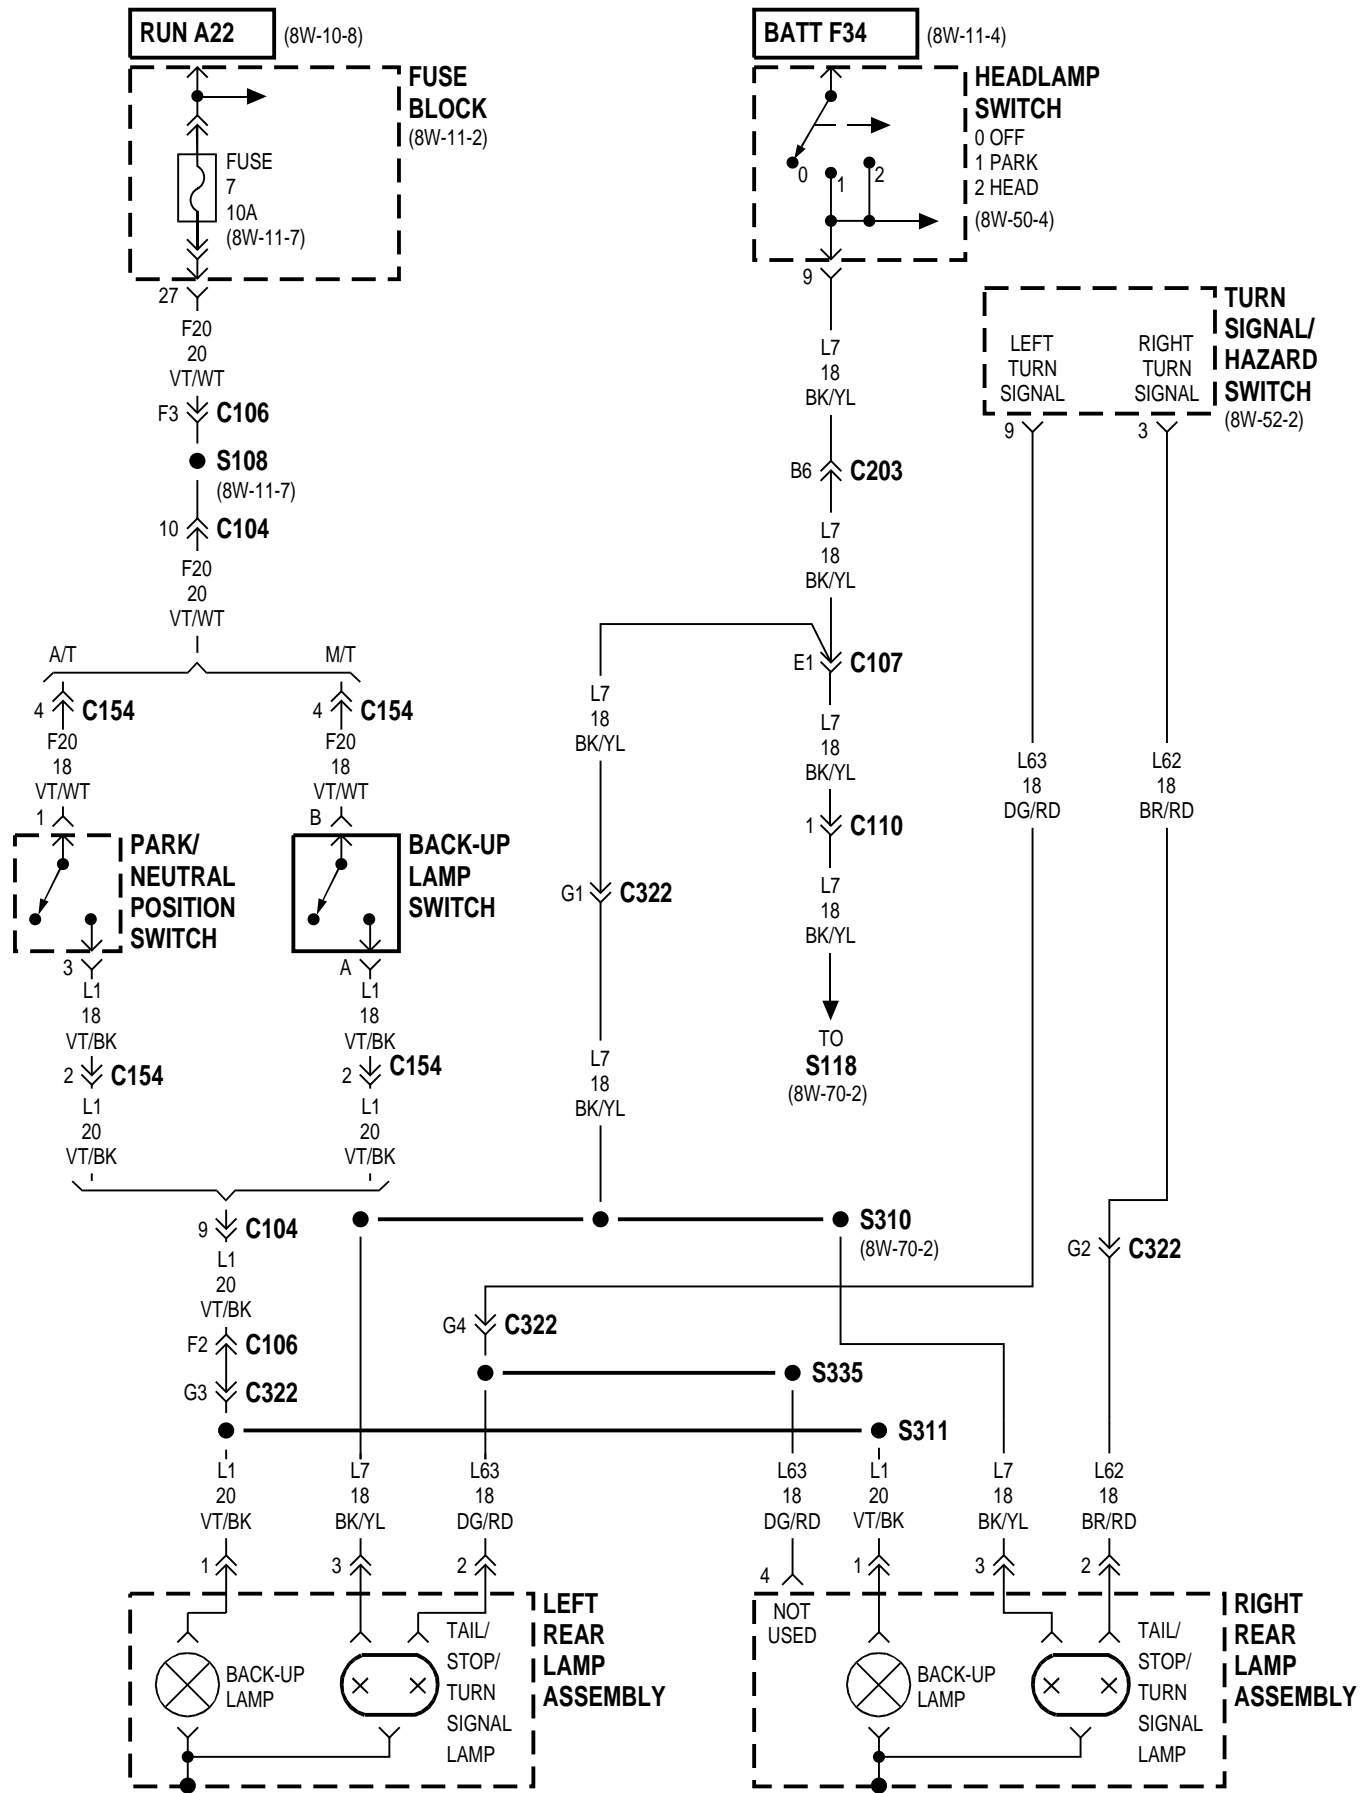 RUN A22
(8W-10-8)
FUSE
BLOCK
(8W-11-2)
FUSE
7
10A
(8W-11-7)
27
F20
20
VT/WT
F3
C106
S108
(8W-11-7)
10
C104
F20
20
VT/WT
A/T
M/T
4
C154
4
C154
F20
18
VT/WT
F20
18
VT/WT
1
B
PARK/
NEUTRAL
POSITION
SWITCH
BACK-UP
LAMP
SWITCH
3
A
L1
18
VT/BK
L1
18
VT/BK
2
C154
2
C154
L1
20
VT/BK
L1
20
VT/BK
9
C104
L1
20
VT/BK
F2
C106
G3
C322
BATT F34
(8W-11-4)
HEADLAMP
SWITCH
0 OFF
1 PARK
2 HEAD
(8W-50-4)
0
1
2
9
L7
18
BK/YL
B6
C203
L7
18
BK/YL
E1
C107
L7
18
BK/YL
L7
18
BK/YL
1
C110
G1
C322
L7
18
BK/YL
TO
S118
(8W-70-2)
L7
18
BK/YL
S310
(8W-70-2)
TURN
SIGNAL/
HAZARD
SWITCH
(8W-52-2)
LEFT
TURN
SIGNAL
RIGHT
TURN
SIGNAL
9
3
L63
18
DG/RD
L62
18
BR/RD
G2
C322
G4
C322
S335
S311
L1
20
VT/BK
L7
18
BK/YL
L63
18
DG/RD
L63
18
DG/RD
L1
20
VT/BK
L7
18
BK/YL
L62
18
BR/RD
1
3
2
4
1
3
2
LEFT
REAR
LAMP
ASSEMBLY
BACK-UP
LAMP
TAIL/
STOP/
TURN
SIGNAL
LAMP
NOT
USED
BACK-UP
LAMP
TAIL/
STOP/
TURN
SIGNAL
LAMP
RIGHT
REAR
LAMP
ASSEMBLY